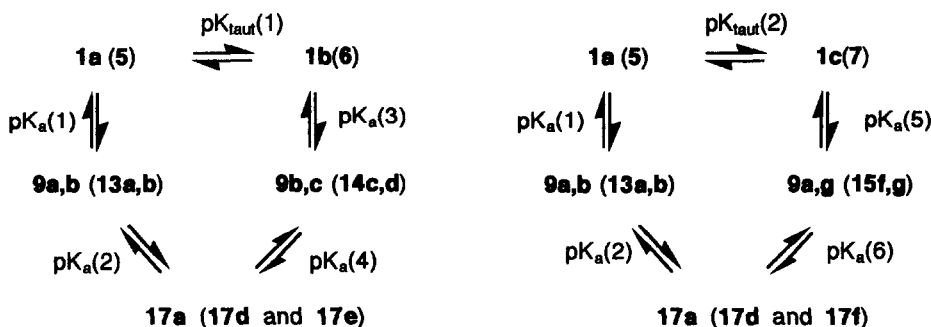 pK_taut(1)
1a (5) 1b(6)
pK_a(1) pK_a(3)
9a,b (13a,b) 9b,c (14c,d)
pK_a(2) pK_a(4)
17a (17d and 17e)
pK_taut(2)
1a (5) 1c(7)
pK_a(1) pK_a(5)
9a,b (13a,b) 9a,g (15f,g)
pK_a(2) pK_a(6)
17a (17d and 17f)